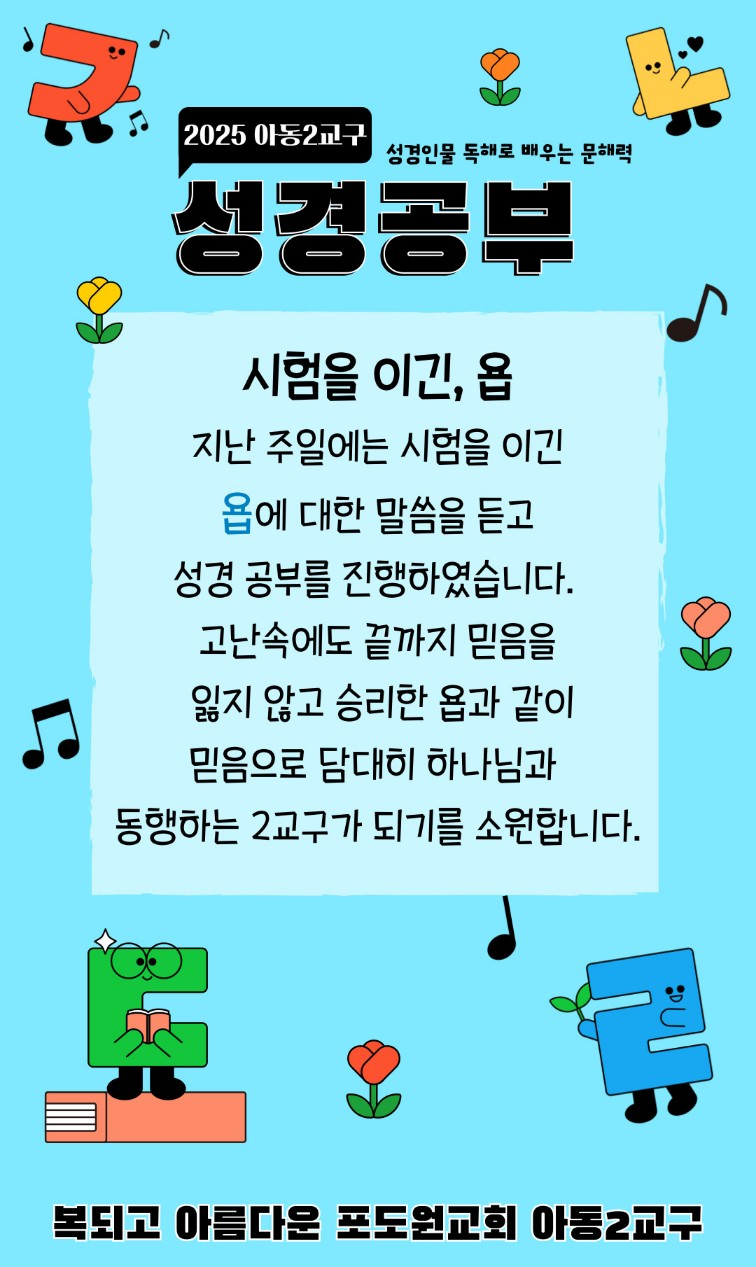 2025 아동2교구
성경인물 독해로 배우는 문해력
성경공부
시험을 이긴, 욥
지난 주일에는 시험을 이긴
욥에 대한 말씀을 듣고
성경 공부를 진행하였습니다.
고난속에도 끝까지 믿음을
잃지 않고 승리한 욥과 같이
믿음으로 담대히 하나님과
동행하는 2교구가 되기를 소원합니다.
복되고 아름다운 포도원교회 아동2교구